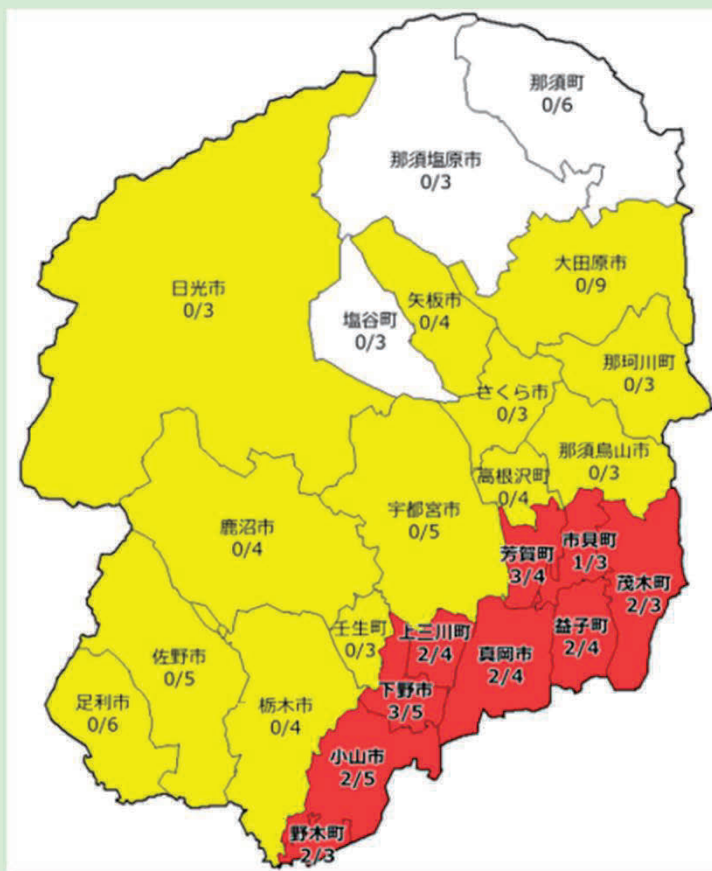 那須町
0/6
那須塩原市
0/3
大田原市
0/9
日光市
0/3
矢板市
0/4
塩谷町
0/3
那珂川町
0/3
さくら市
0/3
那須烏山市
0/3
高根沢町
0/4
宇都宮市
0/5
鹿沼市
0/4
芳賀町
3/4
市貝町
1/3
茂木町
2/3
壬生町
0/3
上三川町
2/4
真岡市
2/4
益子町
2/4
佐野市
0/5
下野市
3/5
足利市
0/6
栃木市
0/4
小山市
2/5
野木町
2/3